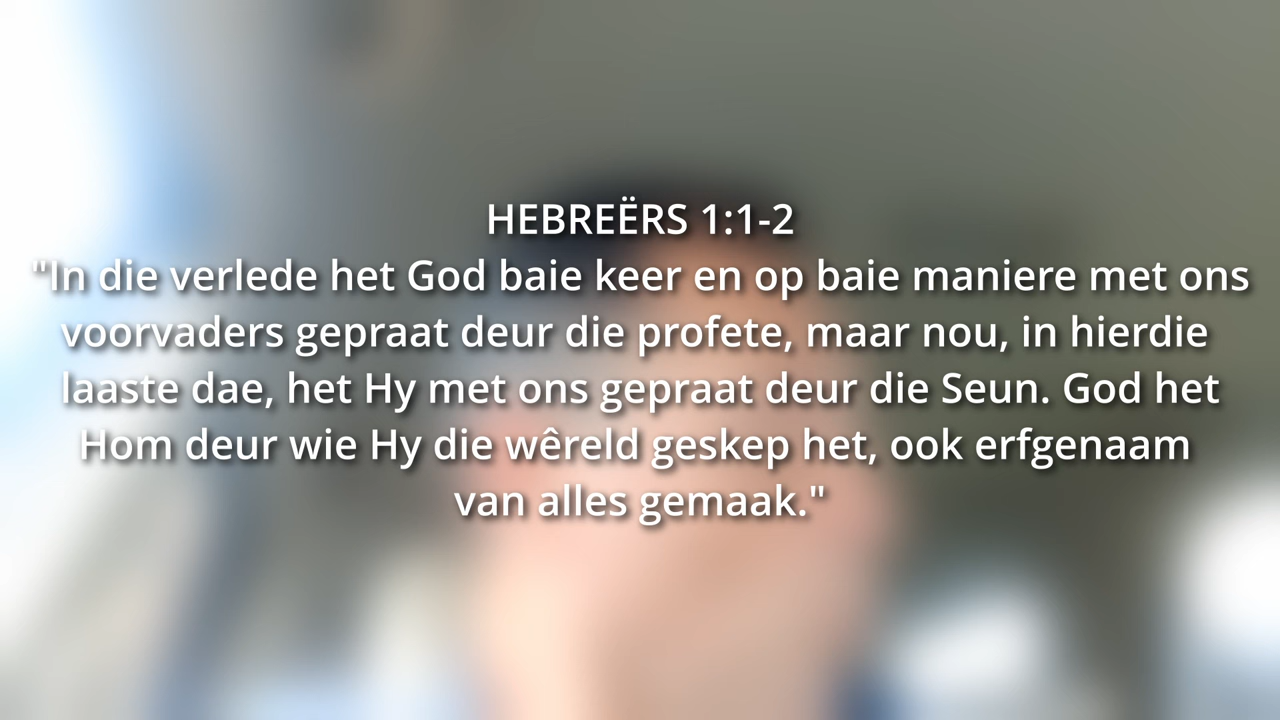 HEBREËRS 1:1-2
"In die verlede het God baie keer en op baie maniere met ons
voorvaders gepraat deur die profete, maar nou, in hierdie
laaste dae, het Hy met ons gepraat deur die Seun. God het
Hom deur wie Hy die wêreld geskep het, ook erfgenaam
van alles gemaak."